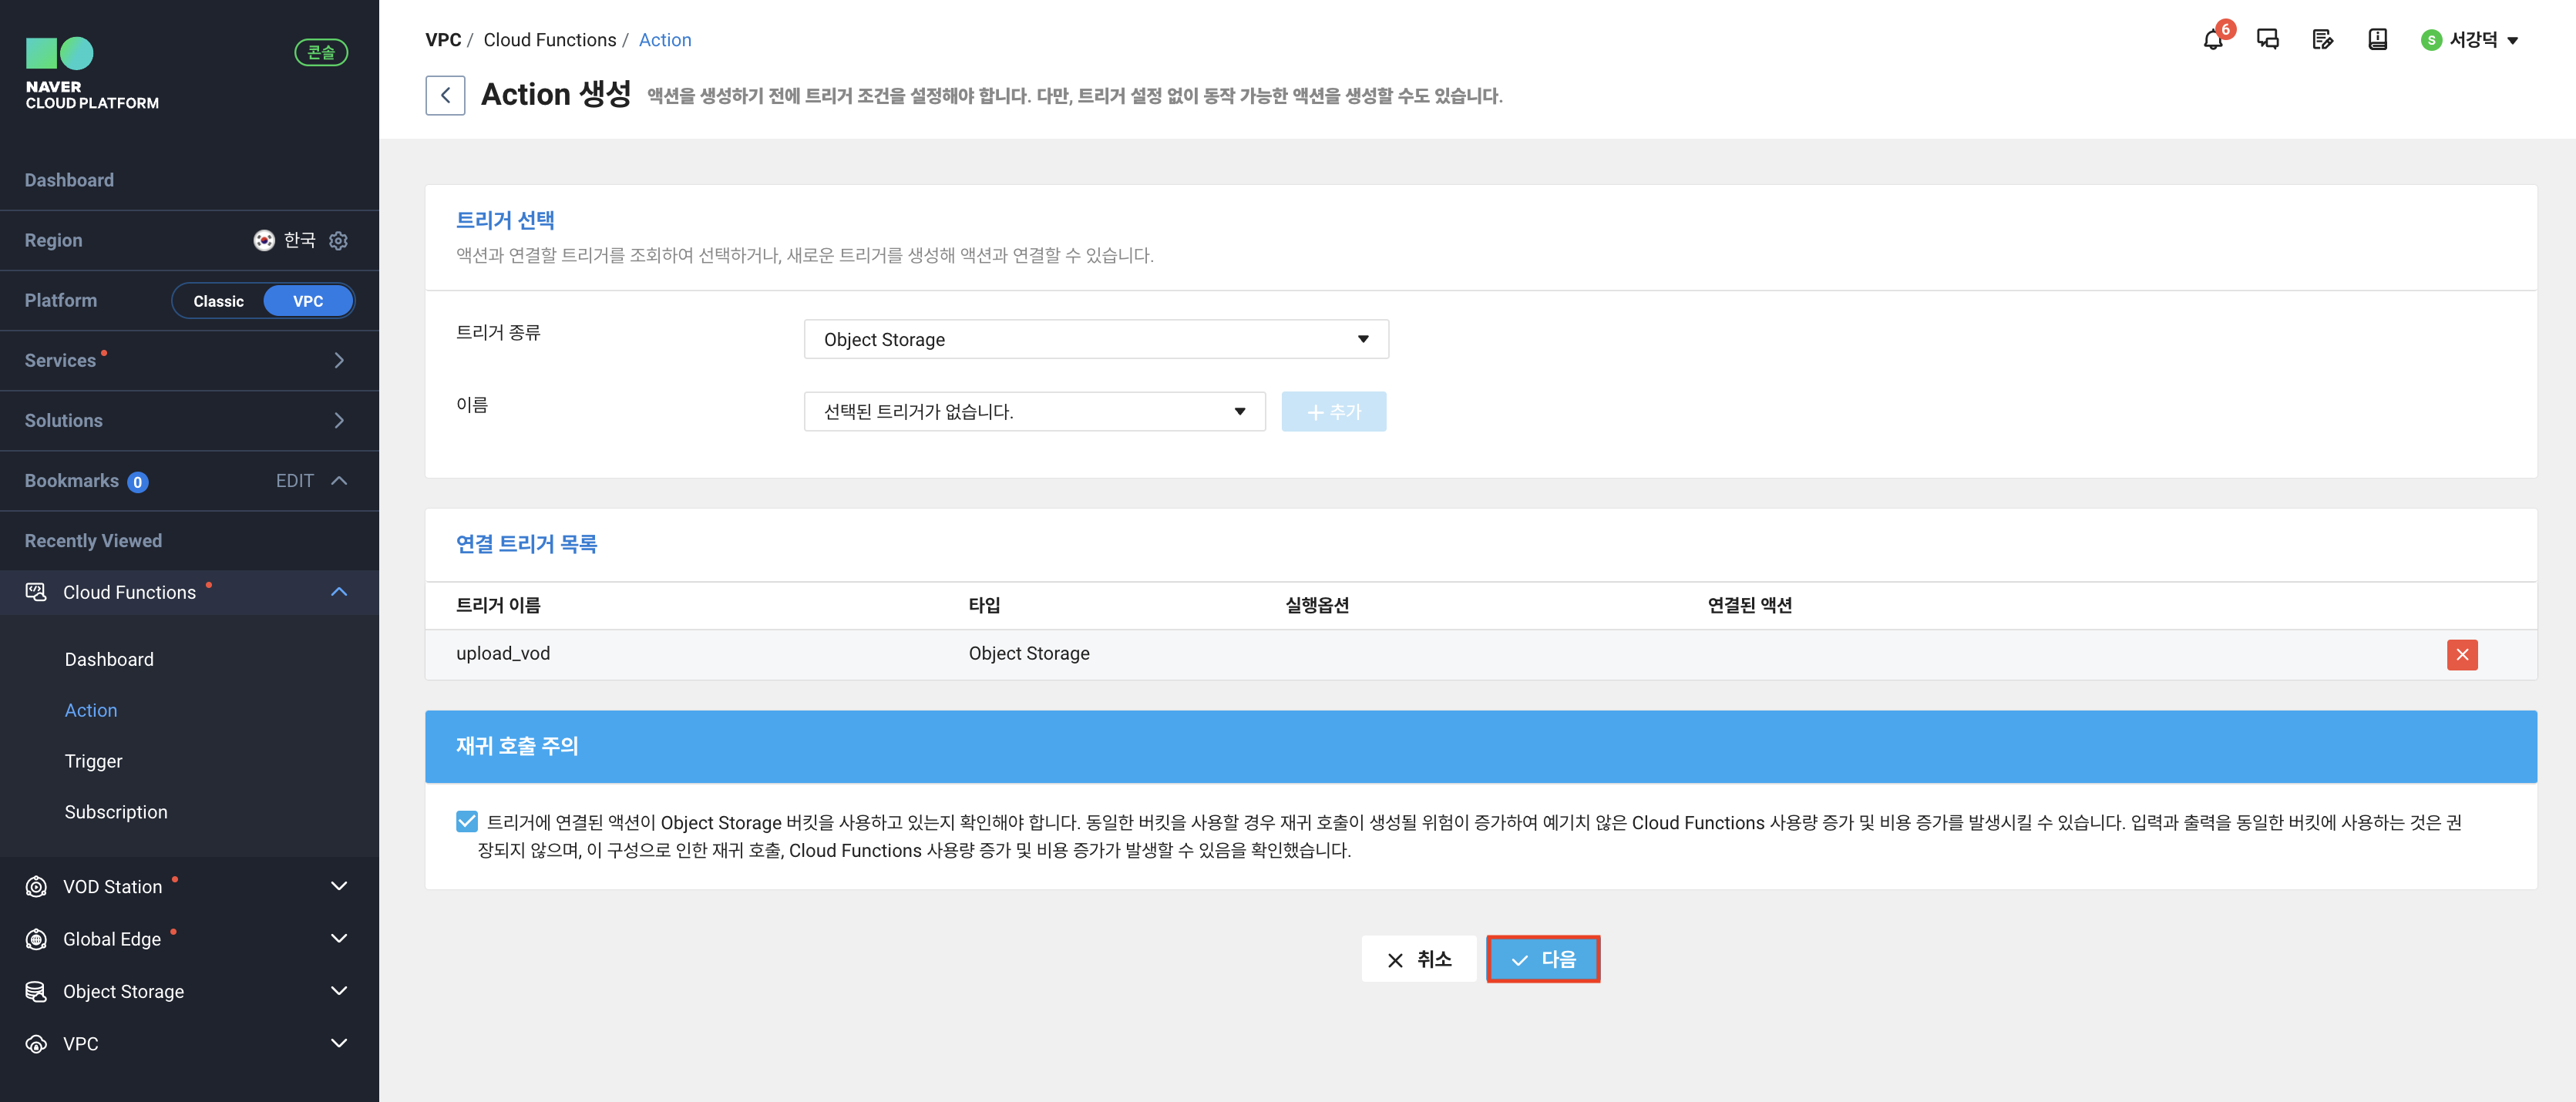 NAVER
CLOUD PLATFORM
콘솔
Dashboard
Region
한국
Platform
Classic
VPC
Services
Solutions
Bookmarks 0
EDIT
Recently Viewed
Cloud Functions
Dashboard
Action
Trigger
Subscription
VOD Station
Global Edge
Object Storage
VPC
VPC / Cloud Functions / Action
6
S 서강덕
Action 생성 액션을 생성하기 전에 트리거 조건을 설정해야 합니다. 다만, 트리거 설정 없이 동작 가능한 액션을 생성할 수도 있습니다.
트리거 선택
액션과 연결할 트리거를 조회하여 선택하거나, 새로운 트리거를 생성해 액션과 연결할 수 있습니다.
트리거 종류
Object Storage
이름
선택된 트리거가 없습니다.
+ 추가
연결 트리거 목록
트리거 이름 타입 실행옵션 연결된 액션
upload_vod Object Storage
재귀 호출 주의
트리거에 연결된 액션이 Object Storage 버킷을 사용하고 있는지 확인해야 합니다. 동일한 버킷을 사용할 경우 재귀 호출이 생성될 위험이 증가하여 예기치 않은 Cloud Functions 사용량 증가 및 비용 증가를 발생시킬 수 있습니다. 입력과 출력을 동일한 버킷에 사용하는 것은 권
장되지 않으며, 이 구성으로 인한 재귀 호출, Cloud Functions 사용량 증가 및 비용 증가가 발생할 수 있음을 확인했습니다.
취소
다음